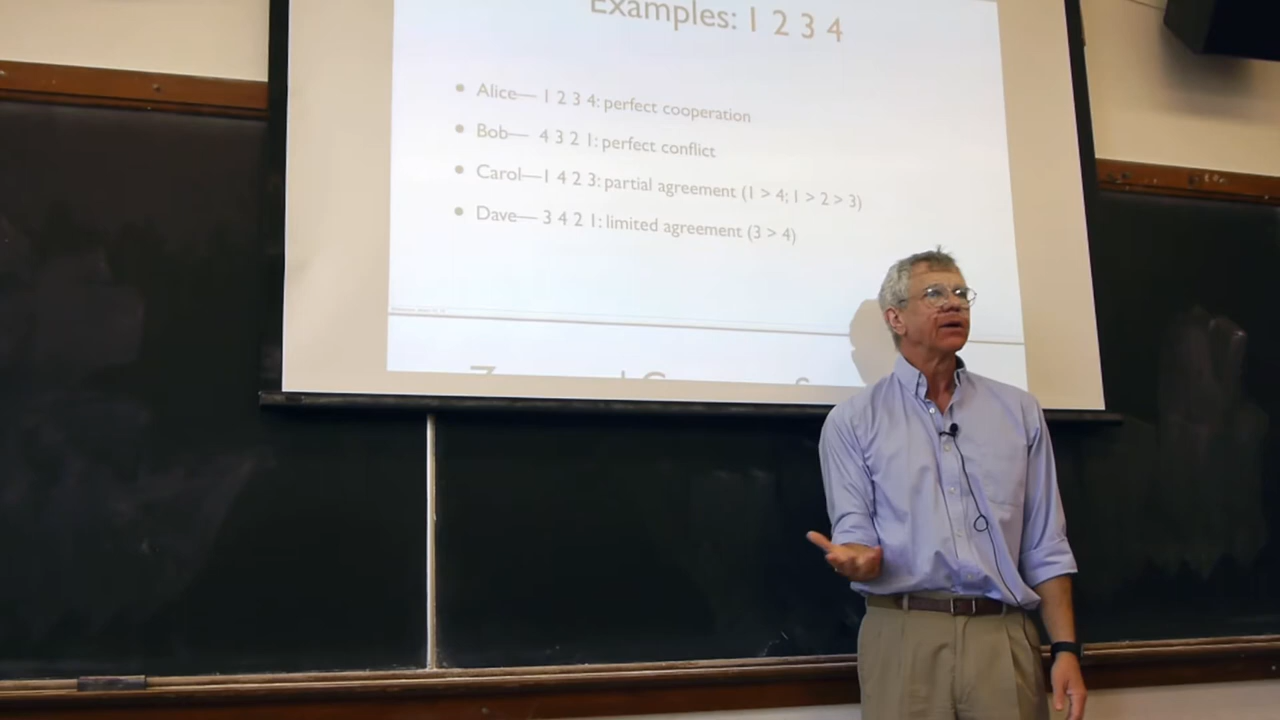 Examples: 1 2 3 4
• Alice— 1 2 3 4: perfect cooperation
• Bob— 4 3 2 1: perfect conflict
• Carol—1 4 2 3: partial agreement (1 > 4; 1 > 2 > 3)
• Dave— 3 4 2 1: limited agreement (3 > 4)